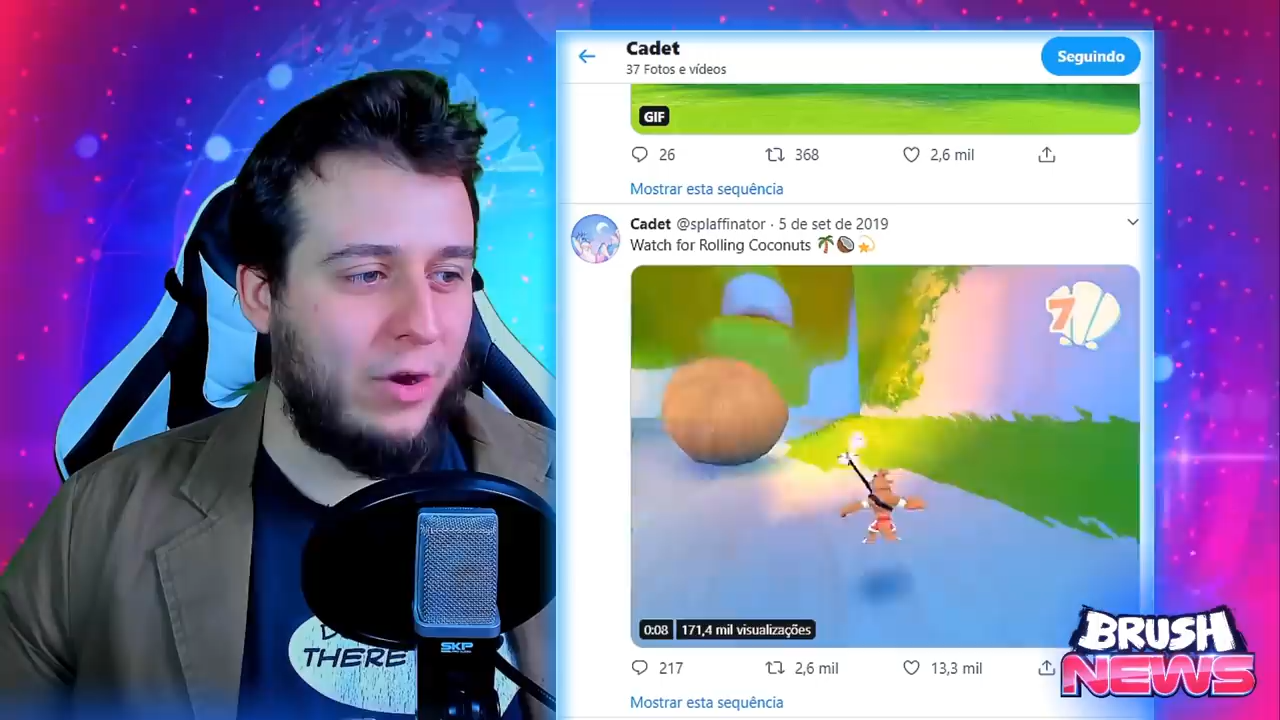 Cadet
37 Fotos e vídeos
Seguindo
GIF
26 368 2,6 mil
Mostrar esta sequência
Cadet @splaffinator · 5 de set de 2019
Watch for Rolling Coconuts 🌴🥥💫
7
0:08 171,4 mil visualizações
217 2,6 mil 13,3 mil
Mostrar esta sequência
THERE
SKP
BRUSH
NEWS